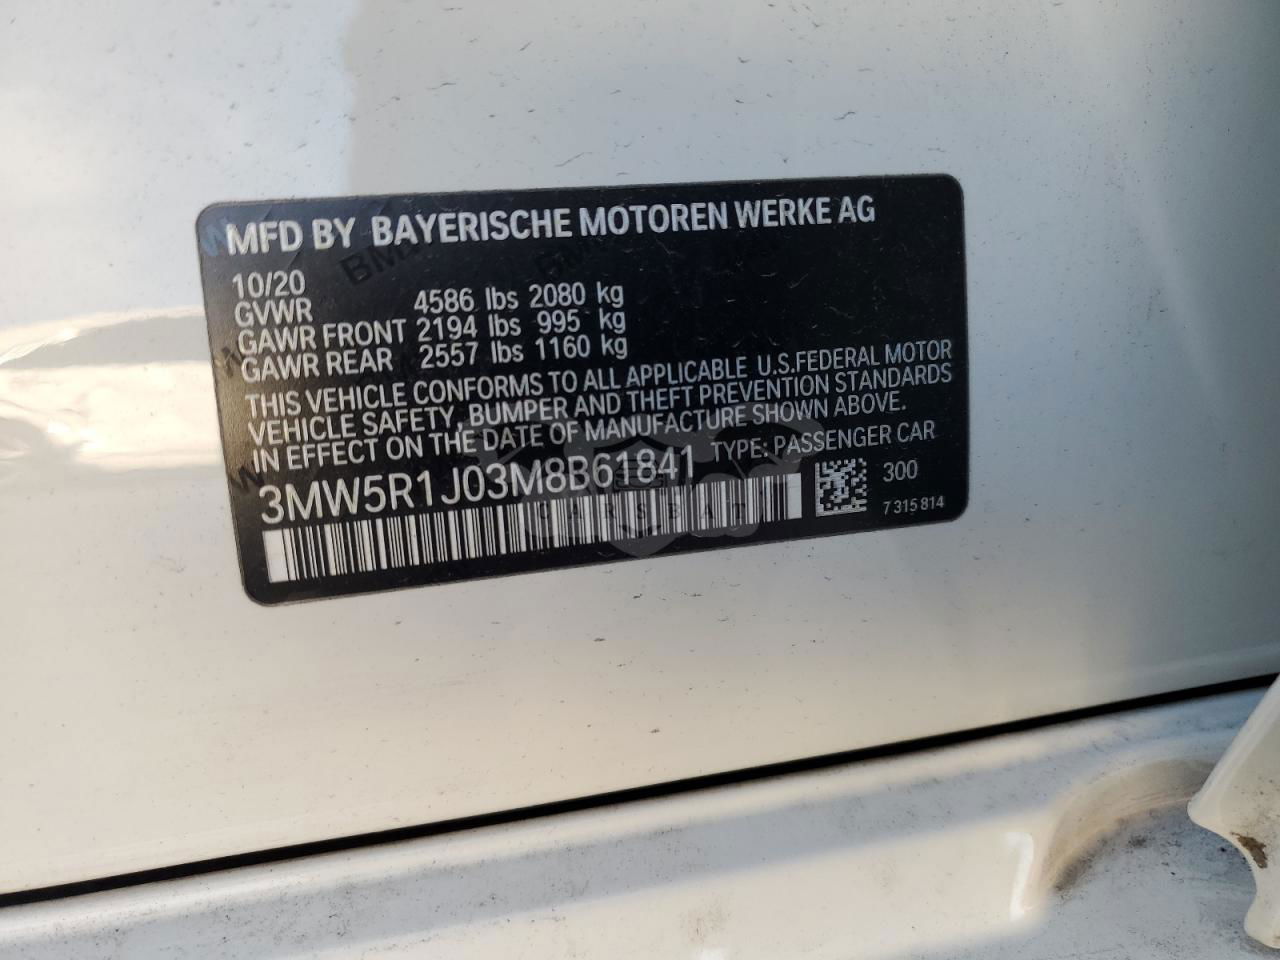 MFD BY BAYERISCHE MOTOREN WERKE AG
10/20
GVWR 4586 lbs 2080 kg
GAWR FRONT 2194 lbs 995 kg
GAWR REAR 2557 lbs 1160 kg
THIS VEHICLE CONFORMS TO ALL APPLICABLE U.S.FEDERAL MOTOR
VEHICLE SAFETY, BUMPER AND THEFT PREVENTION STANDARDS
IN EFFECT ON THE DATE OF MANUFACTURE SHOWN ABOVE.
3MW5R1J03M8B61841 TYPE: PASSENGER CAR
300
7 315 814
CARSBAT